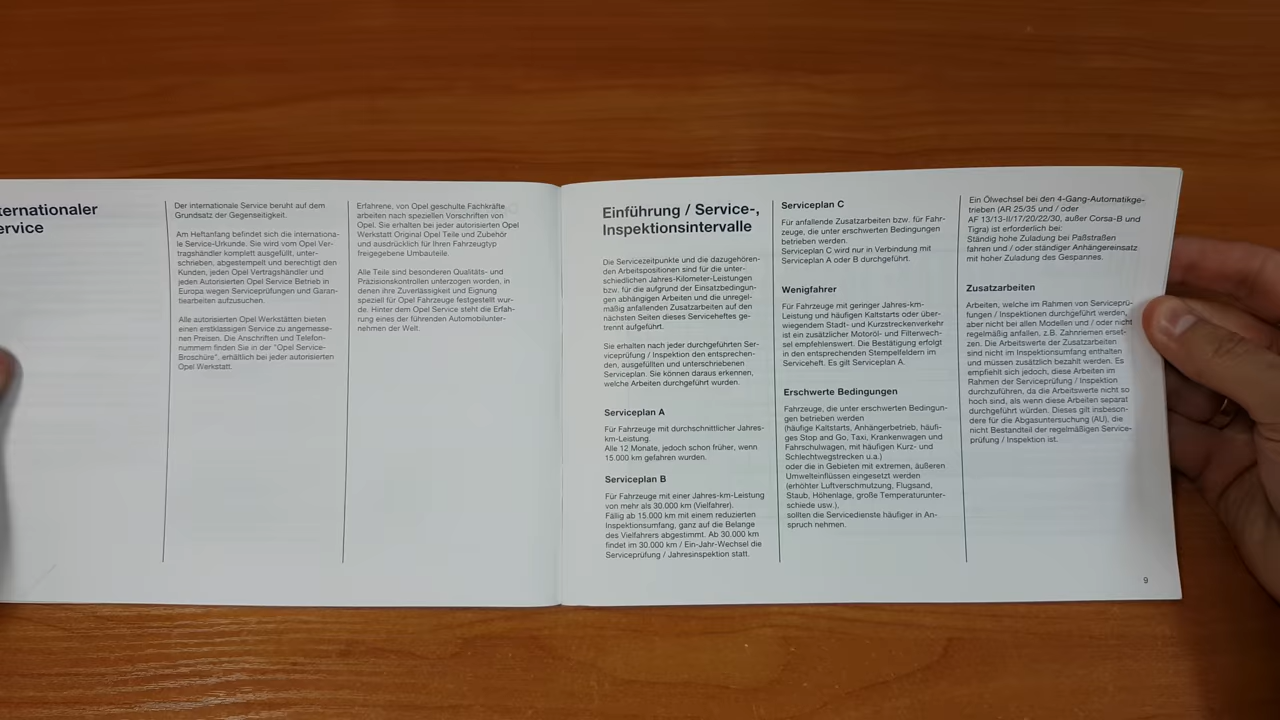 ternationaler
ervice
Der internationale Service beruht auf dem
Grundsatz der Gegenseitigkeit.
Am Heftanfang befindet sich die internationa-
le Service-Urkunde. Sie wird vom Opel Ver-
tragshändler komplett ausgefüllt, unter-
schrieben, abgestempelt und berechtigt den
Kunden, jeden Opel Vertragshändler und
jeden Autorisierten Opel Service Betrieb in
Europa wegen Serviceprüfungen und Garan-
tiearbeiten aufzusuchen.
Alle autorisierten Opel Werkstätten bieten
einen erstklassigen Service zu angemesse-
nen Preisen. Die Anschriften und Telefon-
nummern finden Sie in der "Opel Service-
Broschüre", erhältlich bei jeder autorisierten
Opel Werkstatt.
Erfahrene, von Opel geschulte Fachkräfte
arbeiten nach speziellen Vorschriften von
Opel. Sie erhalten bei jeder autorisierten Opel
Werkstatt Original Opel Teile und Zubehör
und ausdrücklich für Ihren Fahrzeugtyp
freigegebene Umbauteile.
Alle Teile sind besonderen Qualitäts- und
Präzisionskontrollen unterzogen worden, in
denen ihre Zuverlässigkeit und Eignung
speziell für Opel Fahrzeuge festgestellt wur-
de. Hinter dem Opel Service steht die Erfah-
rung eines der führenden Automobilunter-
nehmen der Welt.
Einführung / Service-,
Inspektionsintervalle
Die Servicezeitpunkte und die dazugehören-
den Arbeitspositionen sind für die unter-
schiedlichen Jahres-Kilometer-Leistungen
bzw. für die aufgrund der Einsatzbedingun-
gen abhängigen Arbeiten und die unregel-
mäßig anfallenden Zusatzarbeiten auf den
nächsten Seiten dieses Serviceheftes ge-
trennt aufgeführt.
Sie erhalten nach jeder durchgeführten Ser-
viceprüfung / Inspektion den entsprechen-
den, ausgefüllten und unterschriebenen
Serviceplan. Sie können daraus erkennen,
welche Arbeiten durchgeführt wurden.
Serviceplan A
Für Fahrzeuge mit durchschnittlicher Jahres-
km-Leistung.
Alle 12 Monate, jedoch schon früher, wenn
15.000 km gefahren wurden.
Serviceplan B
Für Fahrzeuge mit einer Jahres-km-Leistung
von mehr als 30.000 km (Vielfahrer).
Fällig ab 15.000 km mit einem reduzierten
Inspektionsumfang, ganz auf die Belange
des Vielfahrers abgestimmt. Ab 30.000 km
findet im 30.000 km / Ein-Jahr-Wechsel die
Serviceprüfung / Jahresinspektion statt.
Serviceplan C
Für anfallende Zusatzarbeiten bzw. für Fahr-
zeuge, die unter erschwerten Bedingungen
betrieben werden.
Serviceplan C wird nur in Verbindung mit
Serviceplan A oder B durchgeführt.
Wenigfahrer
Für Fahrzeuge mit geringer Jahres-km-
Leistung und häufigen Kaltstarts oder über-
wiegendem Stadt- und Kurzstreckenverkehr
ist ein zusätzlicher Motoröl- und Filterwech-
sel empfehlenswert. Die Bestätigung erfolgt
in den entsprechenden Stempelfeldern im
Serviceheft. Es gilt Serviceplan A.
Erschwerte Bedingungen
Fahrzeuge, die unter erschwerten Bedingun-
gen betrieben werden
(häufige Kaltstarts, Anhängerbetrieb, häufi-
ges Stop and Go, Taxi, Krankenwagen und
Fahrschulwagen, mit häufigen Kurz- und
Schlechtwegstrecken u.a.)
oder die in Gebieten mit extremen, äußeren
Umwelteinflüssen eingesetzt werden
(erhöhter Luftverschmutzung, Flugsand,
Staub, Höhenlage, große Temperaturunter-
schiede usw.),
sollten die Servicedienste häufiger in An-
spruch nehmen.
Ein Ölwechsel bei den 4-Gang-Automatikge-
trieben (AR 25/35 und / oder
AF 13/13-II/17/20/22/30, außer Corsa-B und
Tigra) ist erforderlich bei:
Ständig hohe Zuladung bei Paßstraßen
fahren und / oder ständiger Anhängereinsatz
mit hoher Zuladung des Gespannes.
Zusatzarbeiten
Arbeiten, welche im Rahmen von Serviceprü-
fungen / Inspektionen durchgeführt werden,
aber nicht bei allen Modellen und / oder nicht
regelmäßig anfallen, z.B. Zahnriemen erset-
zen. Die Arbeitswerte der Zusatzarbeiten
sind nicht im Inspektionsumfang enthalten
und müssen zusätzlich bezahlt werden. Es
empfiehlt sich jedoch, diese Arbeiten im
Rahmen der Serviceprüfung / Inspektion
durchzuführen, da die Arbeitswerte nicht so
hoch sind, als wenn diese Arbeiten separat
durchgeführt würden. Dieses gilt insbeson-
dere für die Abgasuntersuchung (AU), die
nicht Bestandteil der regelmäßigen Service-
prüfung / Inspektion ist.
9